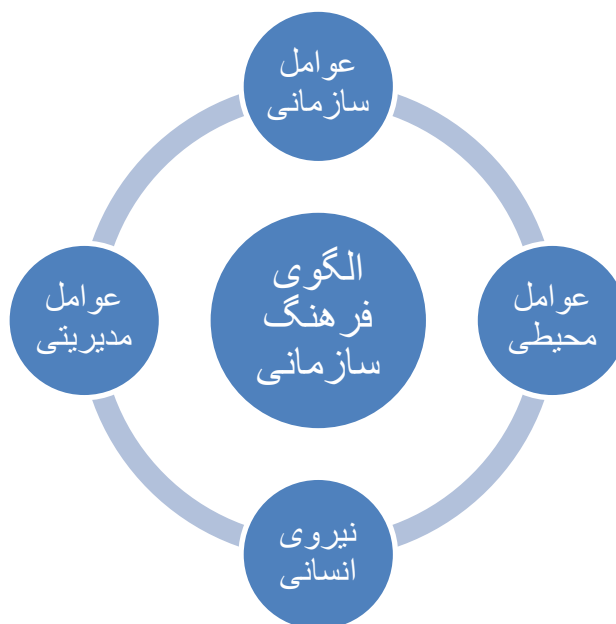 عوامل
سازمانی
الگوی
فرهنگ
سازمانی
عوامل
محیطی
عوامل
مدیریتی
نیروی
انسانی